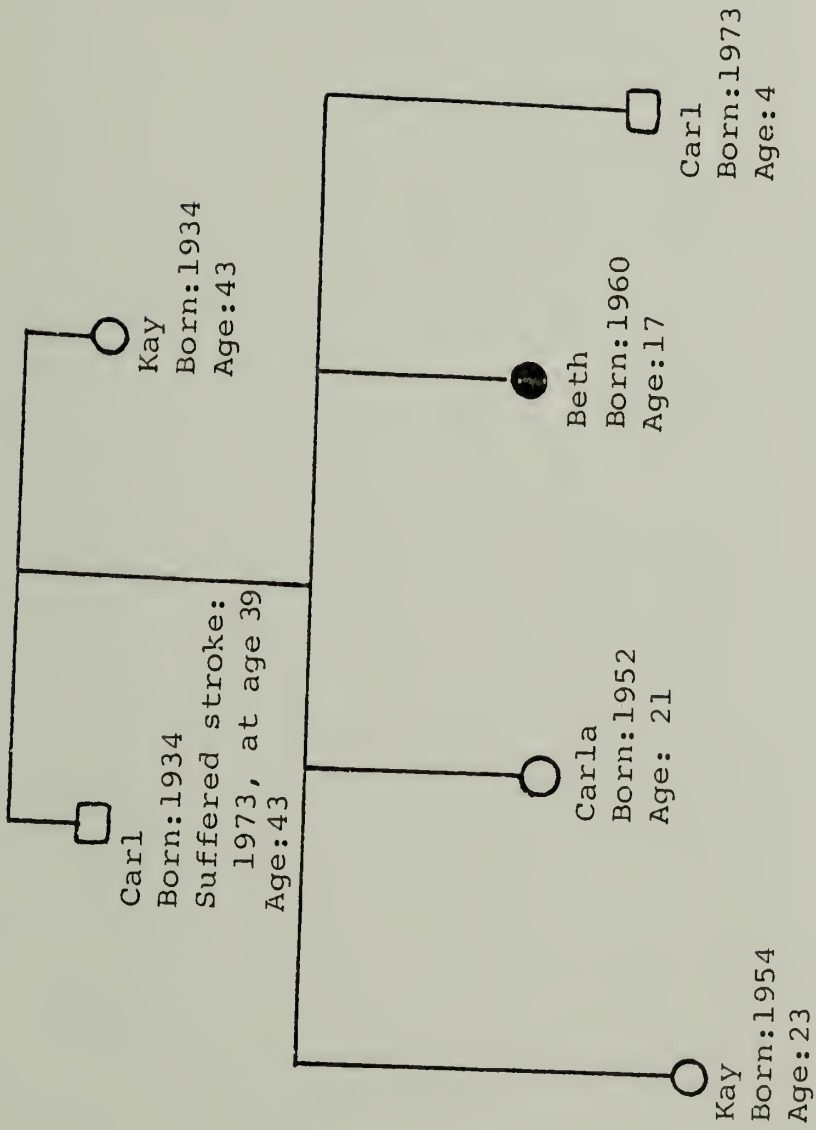 Carl
Born:1934
Suffered stroke:
1973, at age 39
Age:43
Kay
Born:1934
Age:43
Kay
Born:1954
Age:23
Carla
Born:1952
Age: 21
Beth
Born:1960
Age:17
Carl
Born:1973
Age:4